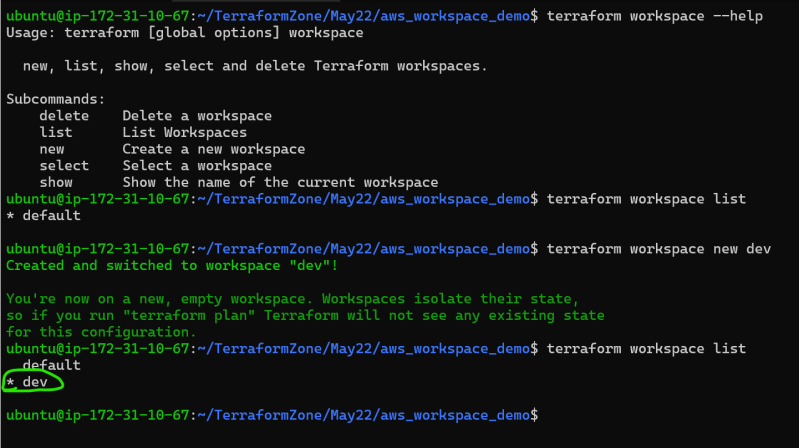 ubuntu@ip-172-31-10-67:~/TerraformZone/May22/aws_workspace_demo$ terraform workspace --help
Usage: terraform [global options] workspace
  new, list, show, select and delete Terraform workspaces.
Subcommands:
    delete    Delete a workspace
    list      List Workspaces
    new       Create a new workspace
    select    Select a workspace
    show      Show the name of the current workspace
ubuntu@ip-172-31-10-67:~/TerraformZone/May22/aws_workspace_demo$ terraform workspace list
* default
ubuntu@ip-172-31-10-67:~/TerraformZone/May22/aws_workspace_demo$ terraform workspace new dev
Created and switched to workspace "dev"!
You're now on a new, empty workspace. Workspaces isolate their state,
so if you run "terraform plan" Terraform will not see any existing state
for this configuration.
ubuntu@ip-172-31-10-67:~/TerraformZone/May22/aws_workspace_demo$ terraform workspace list
  default
* dev
ubuntu@ip-172-31-10-67:~/TerraformZone/May22/aws_workspace_demo$